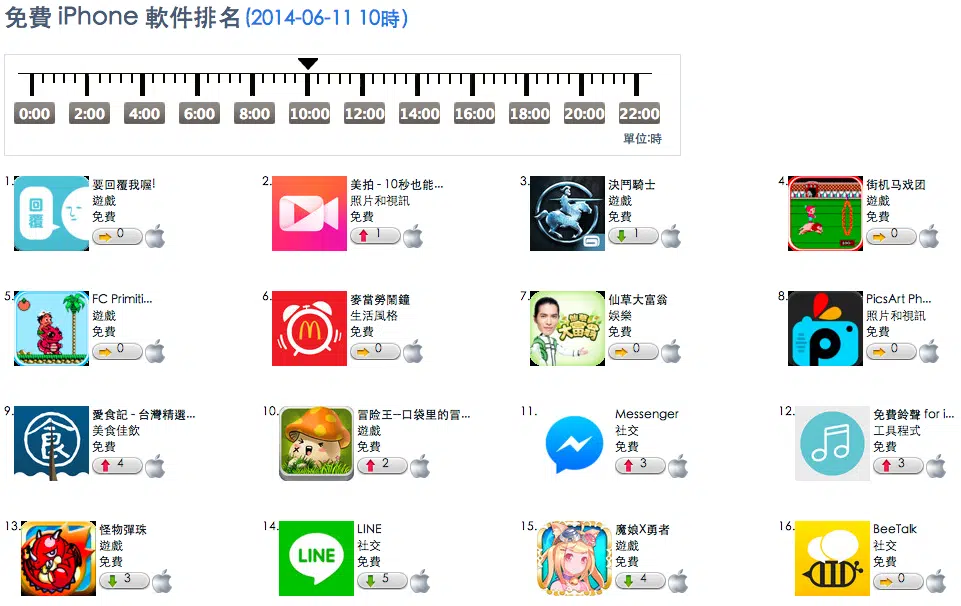 免費 iPhone 軟件排名(2014-06-11 10時)
0:00 2:00 4:00 6:00 8:00 10:00 12:00 14:00 16:00 18:00 20:00 22:00
單位:時
1.
回覆
要回覆我喔!
遊戲
免費
0
2.
美拍 - 10秒也能...
照片和視訊
免費
1
3.
決鬥騎士
遊戲
免費
1
4.
街机马戏团
遊戲
免費
0
5.
FC Primiti...
遊戲
免費
0
6.
麥當勞鬧鐘
生活風格
免費
0
7.
大富翁
仙草大富翁
娛樂
免費
0
8.
PicsArt Ph...
照片和視訊
免費
0
9.
食
愛食記 - 台灣精選...
美食佳飲
免費
4
10.
冒险王--口袋里的冒...
遊戲
免費
2
11.
Messenger
社交
免費
3
12.
免費鈴聲 for i...
工具程式
免費
3
13.
怪物彈珠
遊戲
免費
3
14.
LINE
LINE
社交
免費
5
15.
魔娘X勇者
遊戲
免費
4
16.
BeeTalk
社交
免費
0